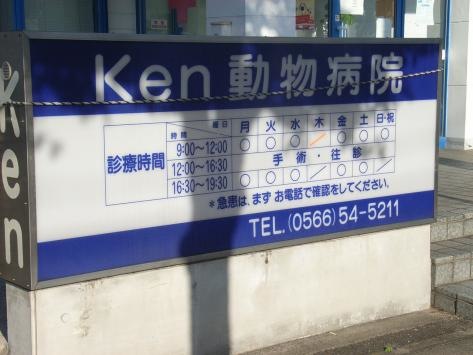 Ken 動物病院
Ken
診療時間
時間 曜日 月 火 水 木 金 土 日・祝
9:00〜12:00 ○ ○ ○ / ○ ○ ○
12:00〜16:30 手術・往診
16:30〜19:30 ○ ○ ○ / ○ ○ /
*急患は、まずお電話で確認をしてください。
TEL.(0566)54-5211